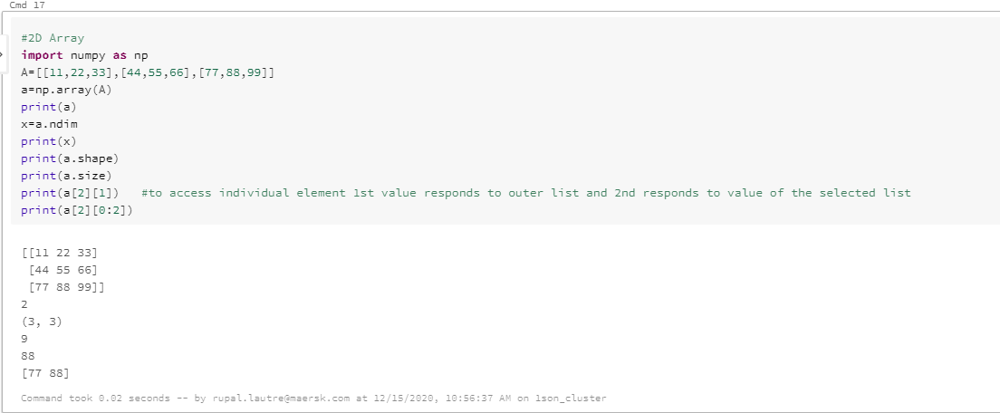 Cmd 17
#2D Array
import numpy as np
A=[[11,22,33],[44,55,66],[77,88,99]]
a=np.array(A)
print(a)
x=a.ndim
print(x)
print(a.shape)
print(a.size)
print(a[2][1])   #to access individual element 1st value responds to outer list and 2nd responds to value of the selected list
print(a[2][0:2])
[[11 22 33]
 [44 55 66]
 [77 88 99]]
2
(3, 3)
9
88
[77 88]
Command took 0.02 seconds -- by rupal.lautre@maersk.com at 12/15/2020, 10:56:37 AM on 1son_cluster